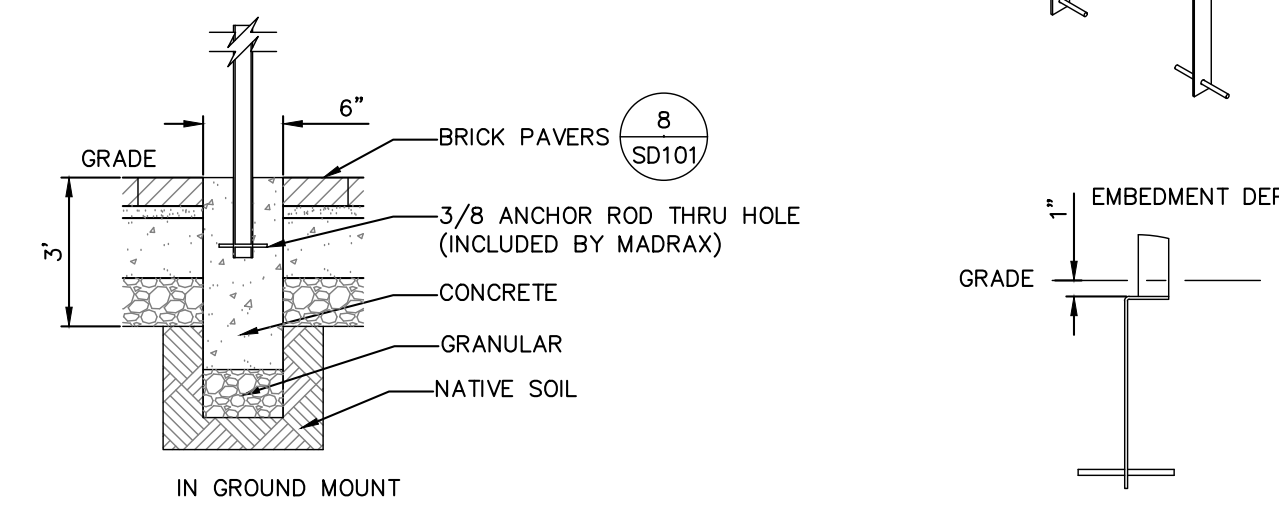 6"
8
SD101
BRICK PAVERS
GRADE
3'
3/8 ANCHOR ROD THRU HOLE
(INCLUDED BY MADRAX)
CONCRETE
GRANULAR
NATIVE SOIL
IN GROUND MOUNT
1"
EMBEDMENT
GRADE